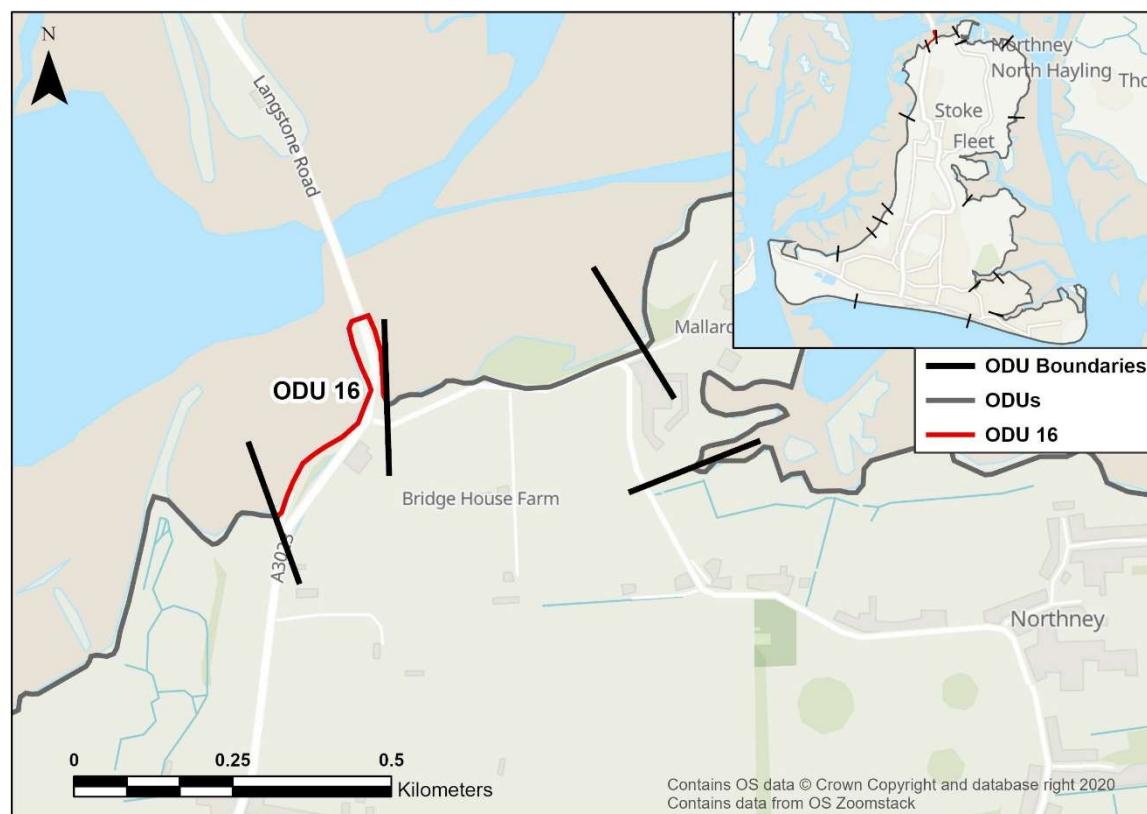 N
Langstone Road
Northney
North Hayling
Tho
Stoke
Fleet
Mallard
ODU Boundaries
ODUs
ODU 16
ODU 16
A3023
Bridge House Farm
Northney
0
0.25
0.5
Kilometers
Contains OS data © Crown Copyright and database right 2020
Contains data from OS Zoomstack